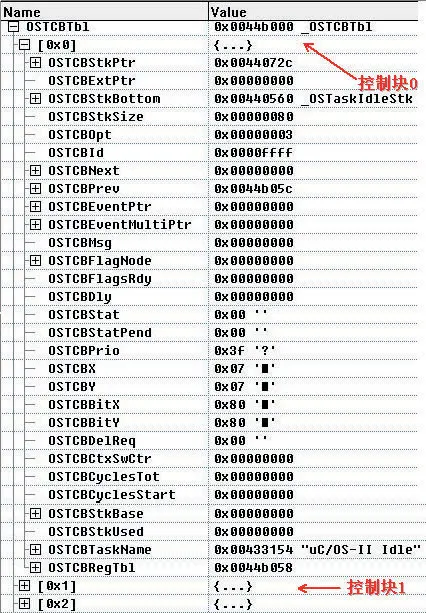 Name Value
OSTCBTbl 0x0044b000 _OSTCBTbl
[0x0] {...}
控制块0
OSTCBStkPtr 0x0044072c
OSTCBExtPtr 0x00000000
OSTCBStkBottom 0x00440560 _OSTaskIdleStk
OSTCBStkSize 0x00000080
OSTCBOpt 0x00000003
OSTCBId 0x0000ffff
OSTCBNext 0x00000000
OSTCBPrev 0x0044b05c
OSTCBEventPtr 0x00000000
OSTCBEventMultiPtr 0x00000000
OSTCBMsg 0x00000000
OSTCBFlagNode 0x00000000
OSTCBFlagsRdy 0x00000000
OSTCBDly 0x00000000
OSTCBStat 0x00 ''
OSTCBStatPend 0x00 ''
OSTCBPrio 0x3f '?'
OSTCBX 0x07 '■'
OSTCBY 0x07 '■'
OSTCBBitX 0x80 '■'
OSTCBBitY 0x80 '■'
OSTCBDelReq 0x00 ''
OSTCBCtxSwCtr 0x00000000
OSTCBCyclesTot 0x00000000
OSTCBCyclesStart 0x00000000
OSTCBStkBase 0x00000000
OSTCBStkUsed 0x00000000
OSTCBTaskName 0x00433154 "uC/OS-II Idle"
OSTCBRegTbl 0x0044b058
[0x1] {...} 控制块1
[0x2] {...}